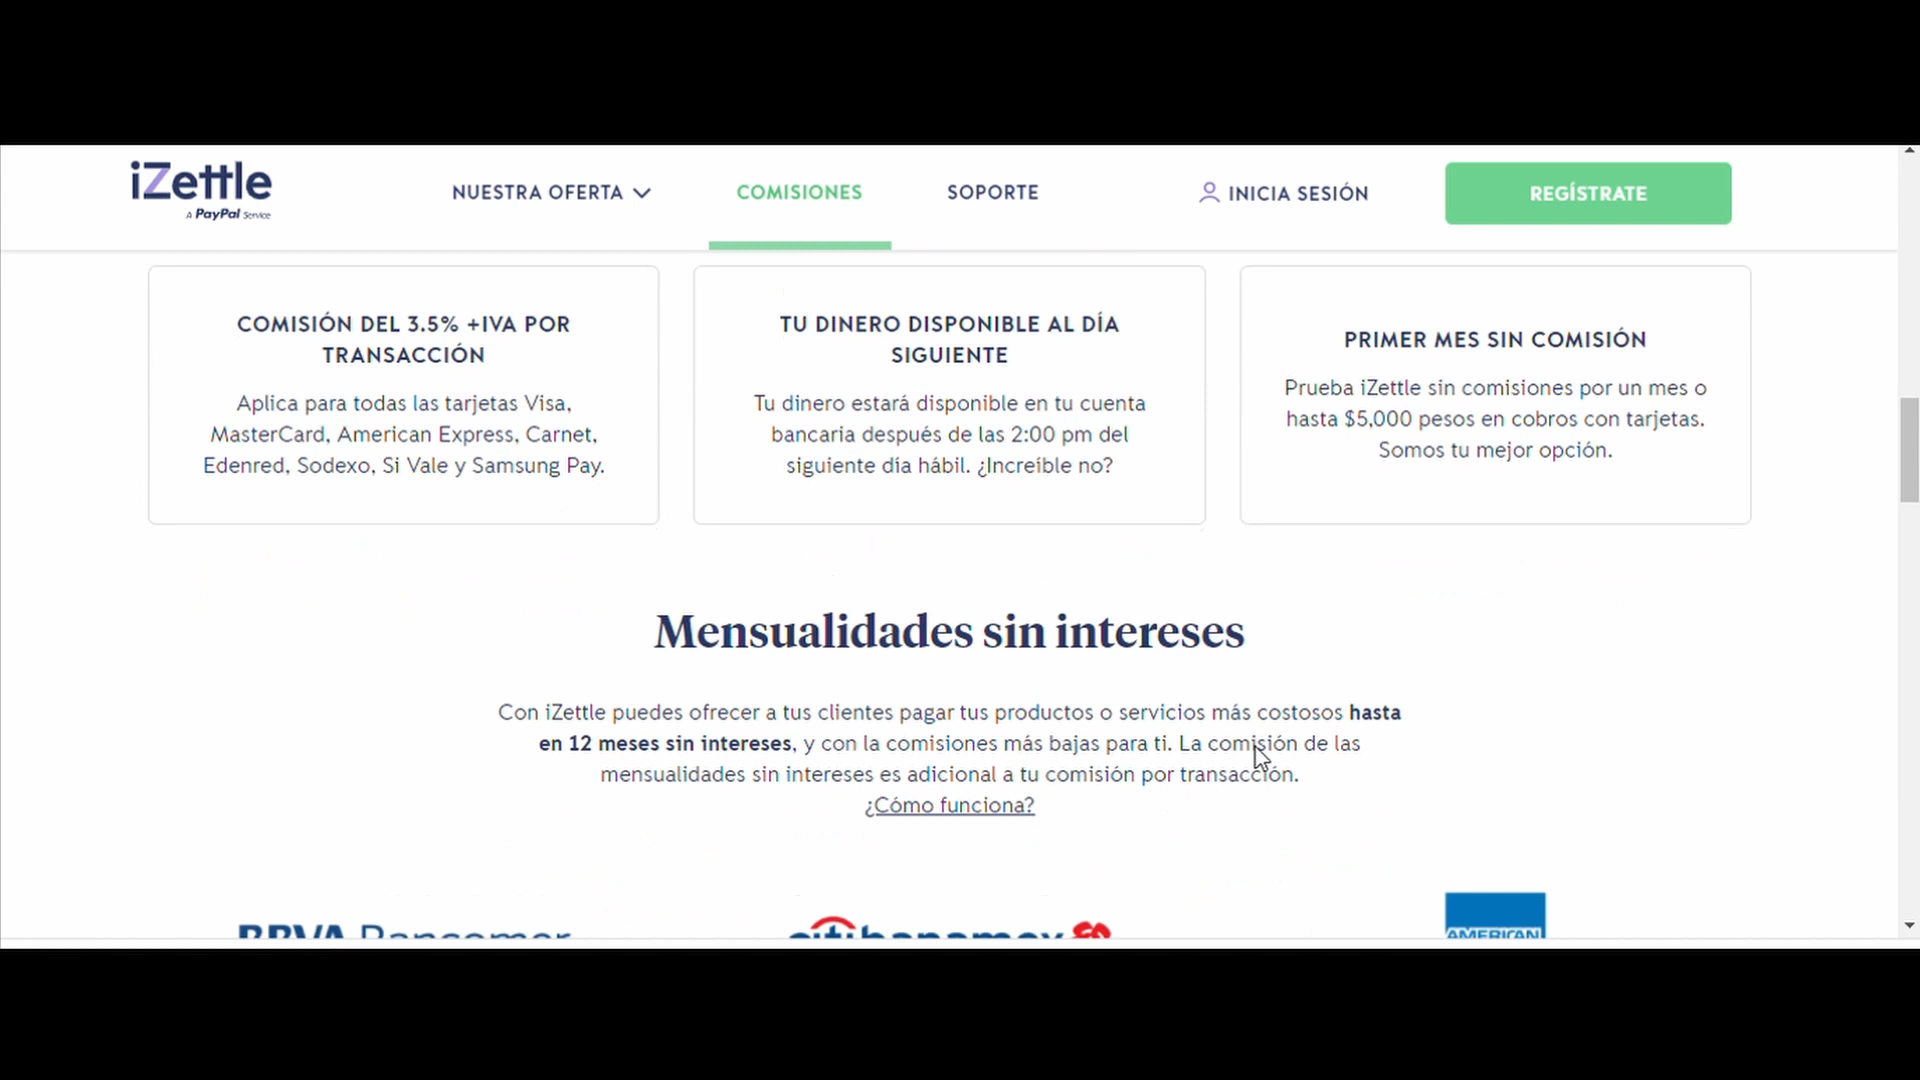 iZettle
A PayPal Service
NUESTRA OFERTA
COMISIONES
SOPORTE
INICIA SESIÓN
REGÍSTRATE
COMISIÓN DEL 3.5% +IVA POR
TRANSACCIÓN
Aplica para todas las tarjetas Visa,
MasterCard, American Express, Carnet,
Edenred, Sodexo, Si Vale y Samsung Pay.
TU DINERO DISPONIBLE AL DÍA
SIGUIENTE
Tu dinero estará disponible en tu cuenta
bancaria después de las 2:00 pm del
siguiente día hábil. ¿Increíble no?
PRIMER MES SIN COMISIÓN
Prueba iZettle sin comisiones por un mes o
hasta $5,000 pesos en cobros con tarjetas.
Somos tu mejor opción.
Mensualidades sin intereses
Con iZettle puedes ofrecer a tus clientes pagar tus productos o servicios más costosos hasta
en 12 meses sin intereses, y con la comisiones más bajas para ti. La comisión de las
mensualidades sin intereses es adicional a tu comisión por transacción.
¿Cómo funciona?
BBVA Bancomer
citibanamex
AMERICAN